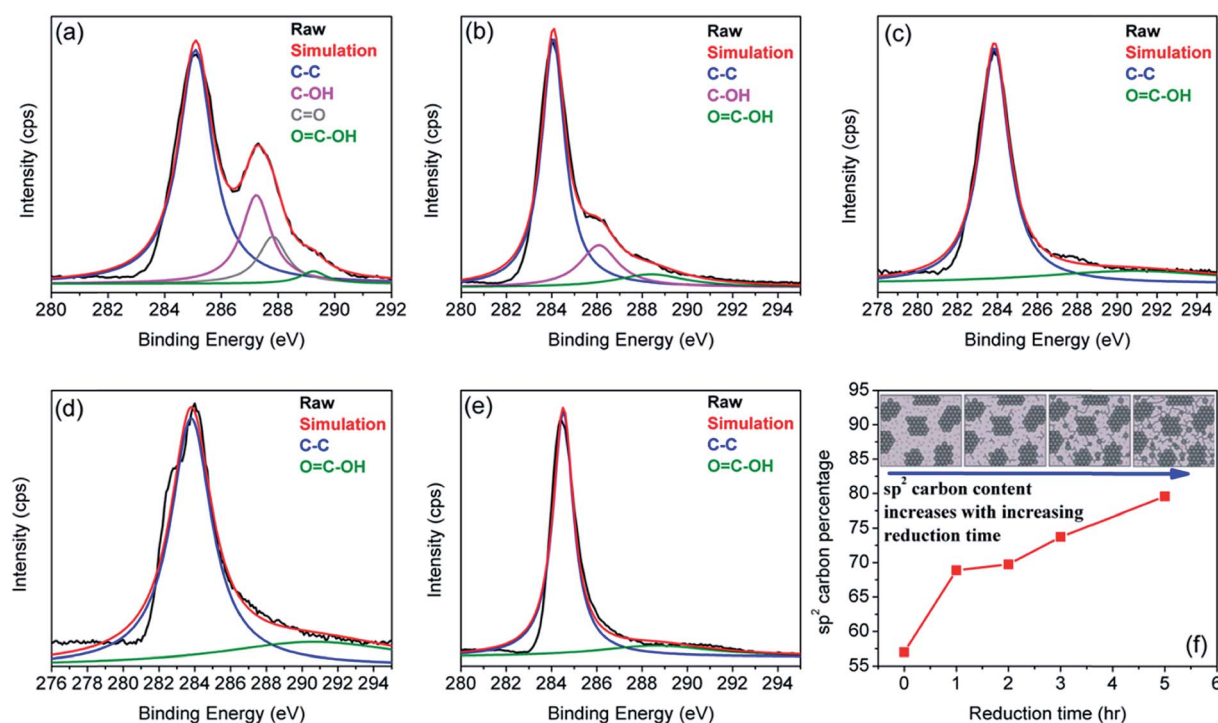 (a)
Raw
Simulation
C-C
C-OH
C=O
O=C-OH
Intensity (cps)
280 282 284 286 288 290 292
Binding Energy (eV)
(b)
Raw
Simulation
C-C
C-OH
O=C-OH
Intensity (cps)
280 282 284 286 288 290 292 294
Binding Energy (eV)
(c)
Raw
Simulation
C-C
O=C-OH
Intensity (cps)
278 280 282 284 286 288 290 292 294
Binding Energy (eV)
(d)
Raw
Simulation
C-C
O=C-OH
Intensity (cps)
276 278 280 282 284 286 288 290 292 294
Binding Energy (eV)
(e)
Raw
Simulation
C-C
O=C-OH
Intensity (cps)
280 282 284 286 288 290 292 294
Binding Energy (eV)
95
90
85
80
75
70
65
60
55
sp² carbon percentage
sp² carbon content
increases with increasing
reduction time
(f)
0 1 2 3 4 5 6
Reduction time (hr)